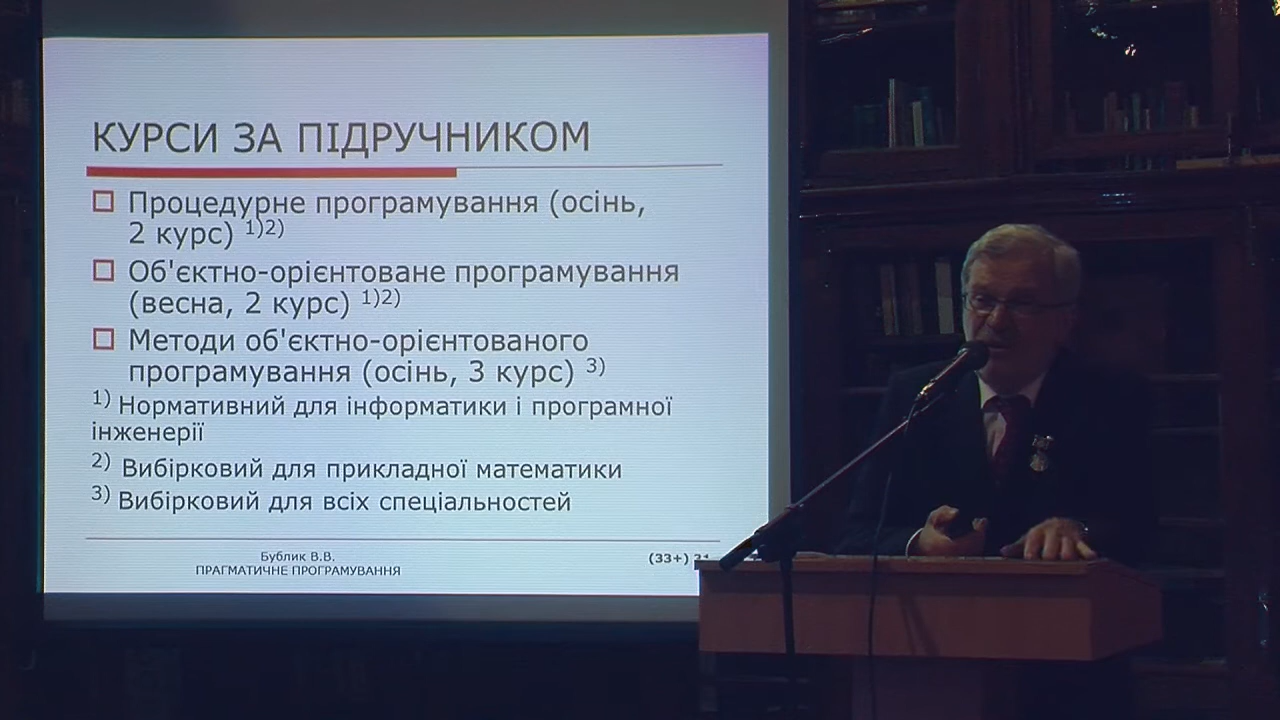 КУРСИ ЗА ПІДРУЧНИКОМ
Процедурне програмування (осінь,
2 курс) 1)2)
Об'єктно-орієнтоване програмування
(весна, 2 курс) 1)2)
Методи об'єктно-орієнтованого
програмування (осінь, 3 курс) 3)
1) Нормативний для інформатики і програмної
інженерії
2) Вибірковий для прикладної математики
3) Вибірковий для всіх спеціальностей
Бублик В.В.
ПРАГМАТИЧНЕ ПРОГРАМУВАННЯ
(33+)